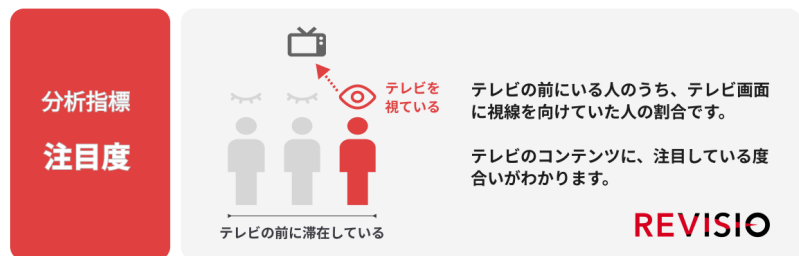 分析指標
注目度
テレビを
視ている
テレビの前に滞在している
テレビの前にいる人のうち、テレビ画面
に視線を向けていた人の割合です。
テレビのコンテンツに、注目している度
合いがわかります。
REVISIO